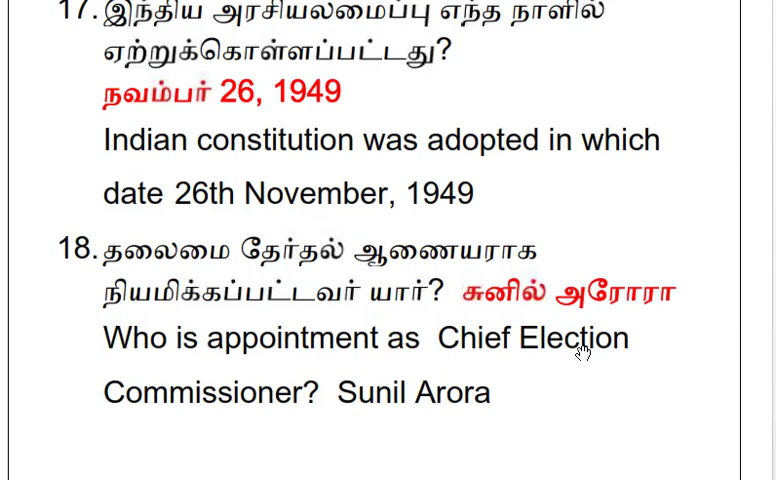 17. இந்திய அரசியலமைப்பு எந்த நாளில்
ஏற்றுக்கொள்ளப்பட்டது?
நவம்பர் 26, 1949
Indian constitution was adopted in which
date 26th November, 1949
18. தலைமை தேர்தல் ஆணையராக
நியமிக்கப்பட்டவர் யார்? சுனில் அரோரா
Who is appointment as Chief Election
Commissioner? Sunil Arora